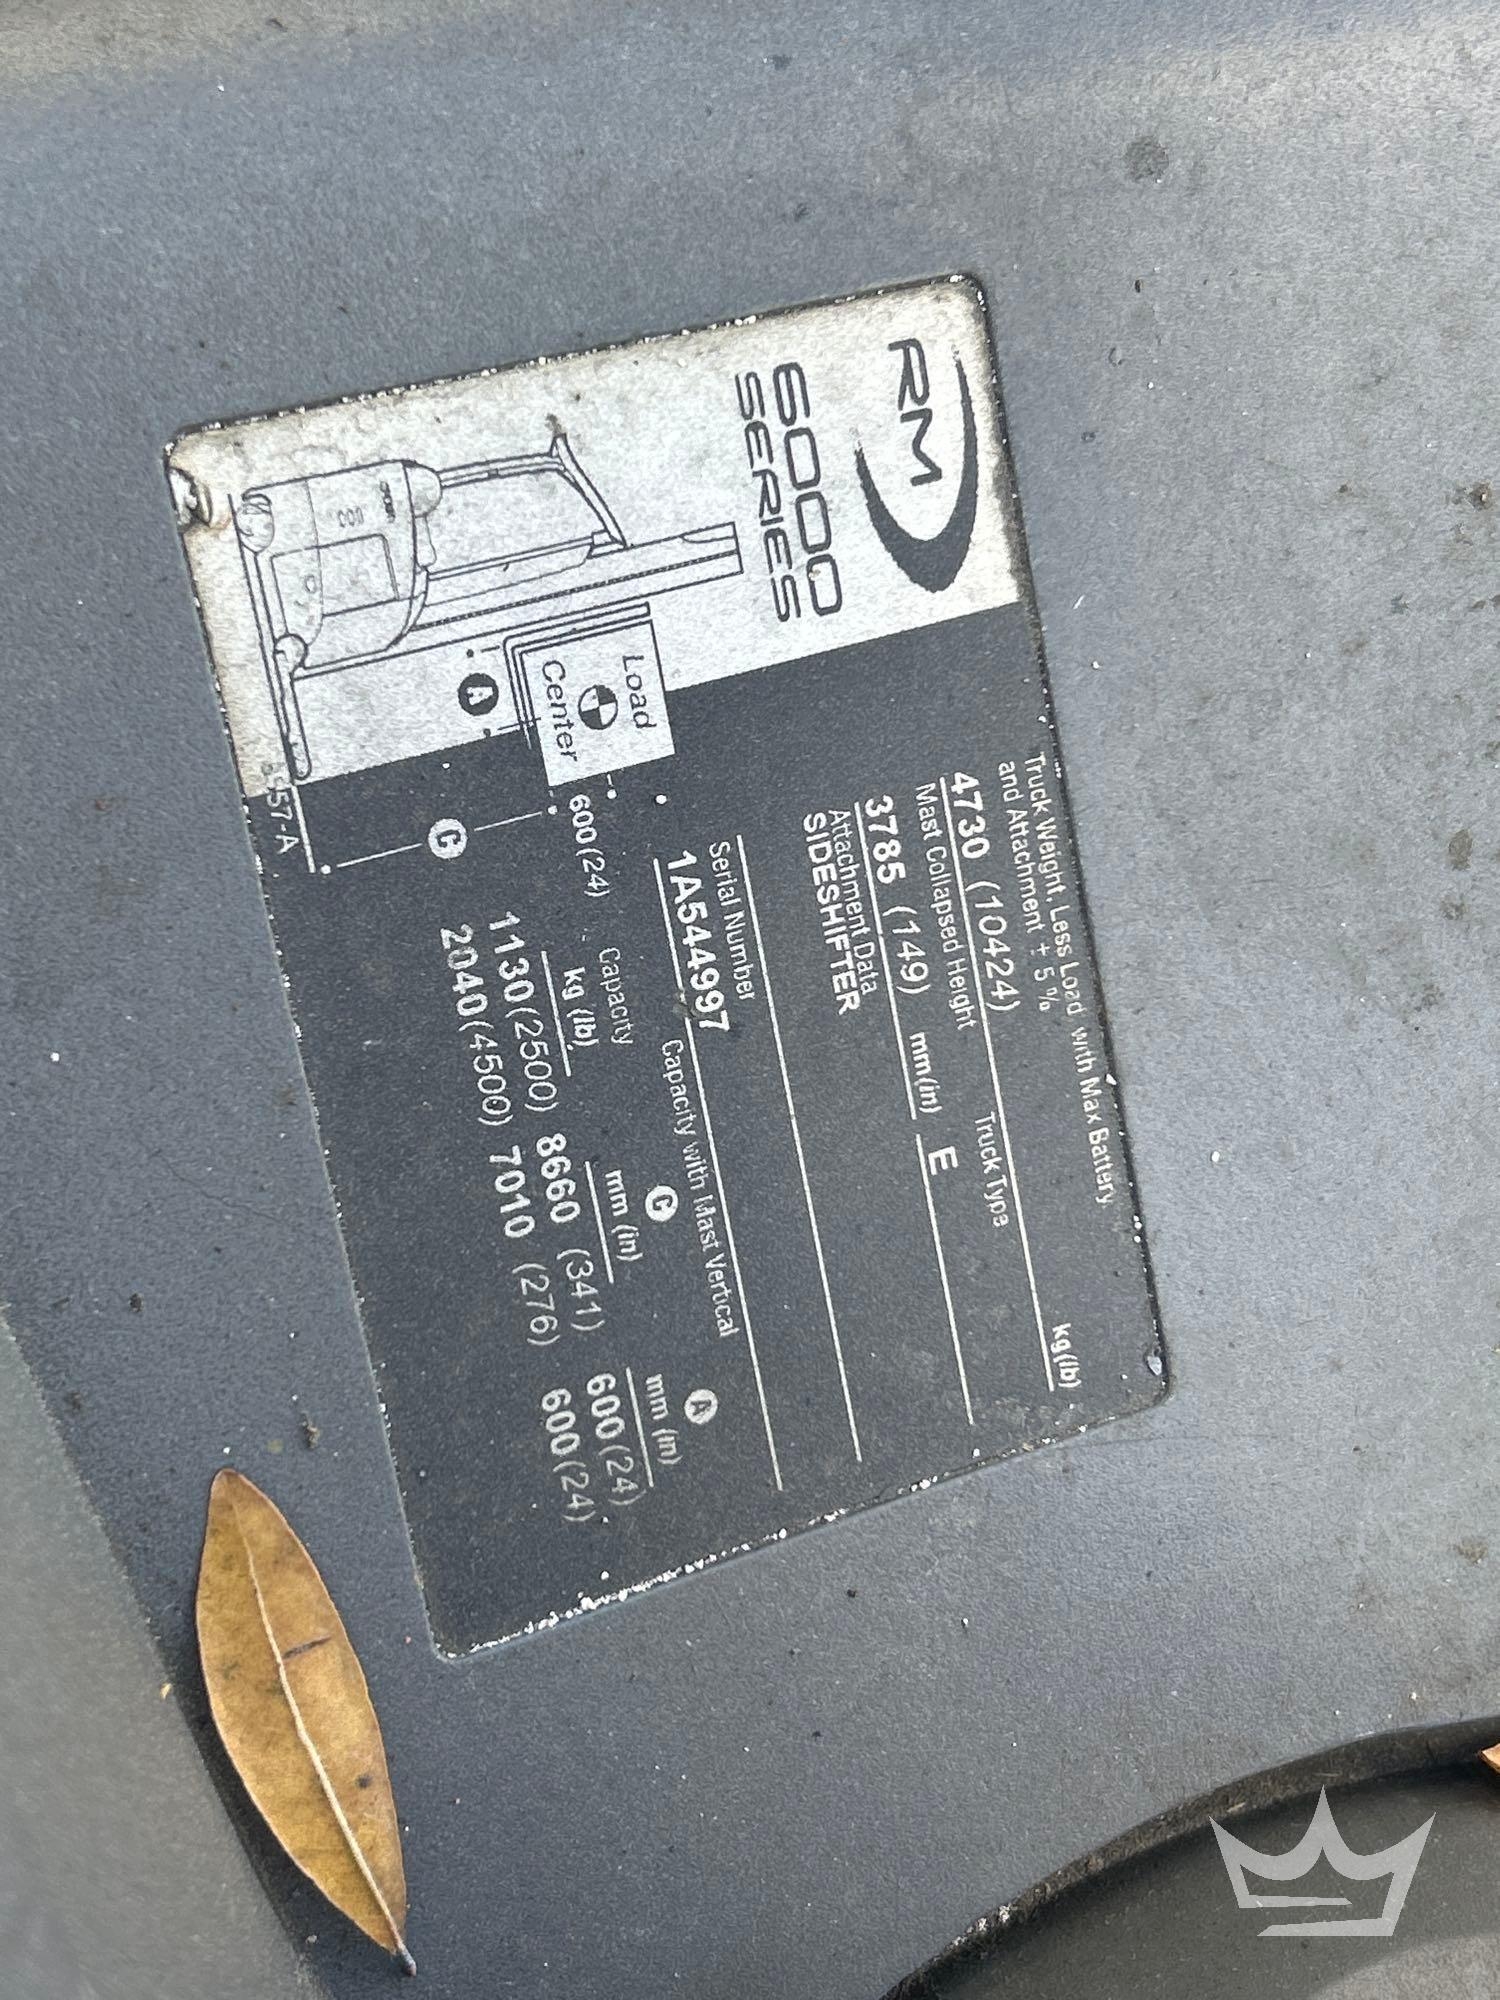 RM
6000
SERIES
Load
Center
A
600(24)
G
57-A
Truck Weight, Less Load with Max Battery,
and Attachment ± 5 %
4730 (10424) kg(lb)
Mast Collapsed Height Truck Type
3785 (149) mm(in) E
Attachment Data
SIDESHIFTER
Serial Number
1A544997
Capacity with Mast Vertical
Capacity G A
kg (lb) mm (in) mm (in)
1130(2500) 8660 (341) 600(24)
2040(4500) 7010 (276) 600(24)